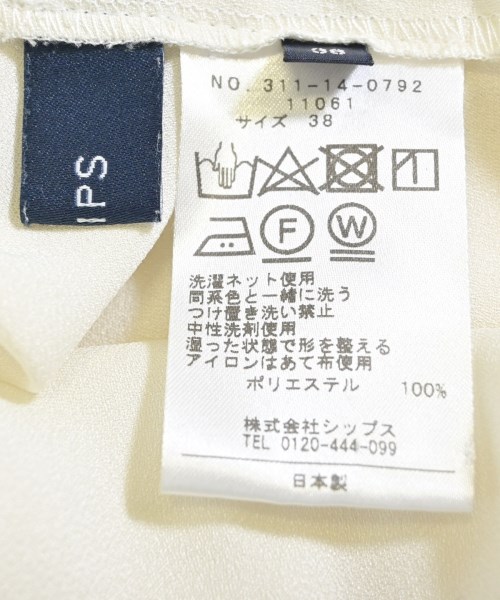 IPS
38
NO. 311-14-0792
11061
サイズ 38
F
W
洗濯ネット使用
同系色と一緒に洗う
つけ置き洗い禁止
中性洗剤使用
湿った状態で形を整える
アイロンはあて布使用
ポリエステル 100%
株式会社シップス
TEL 0120-444-099
日本製